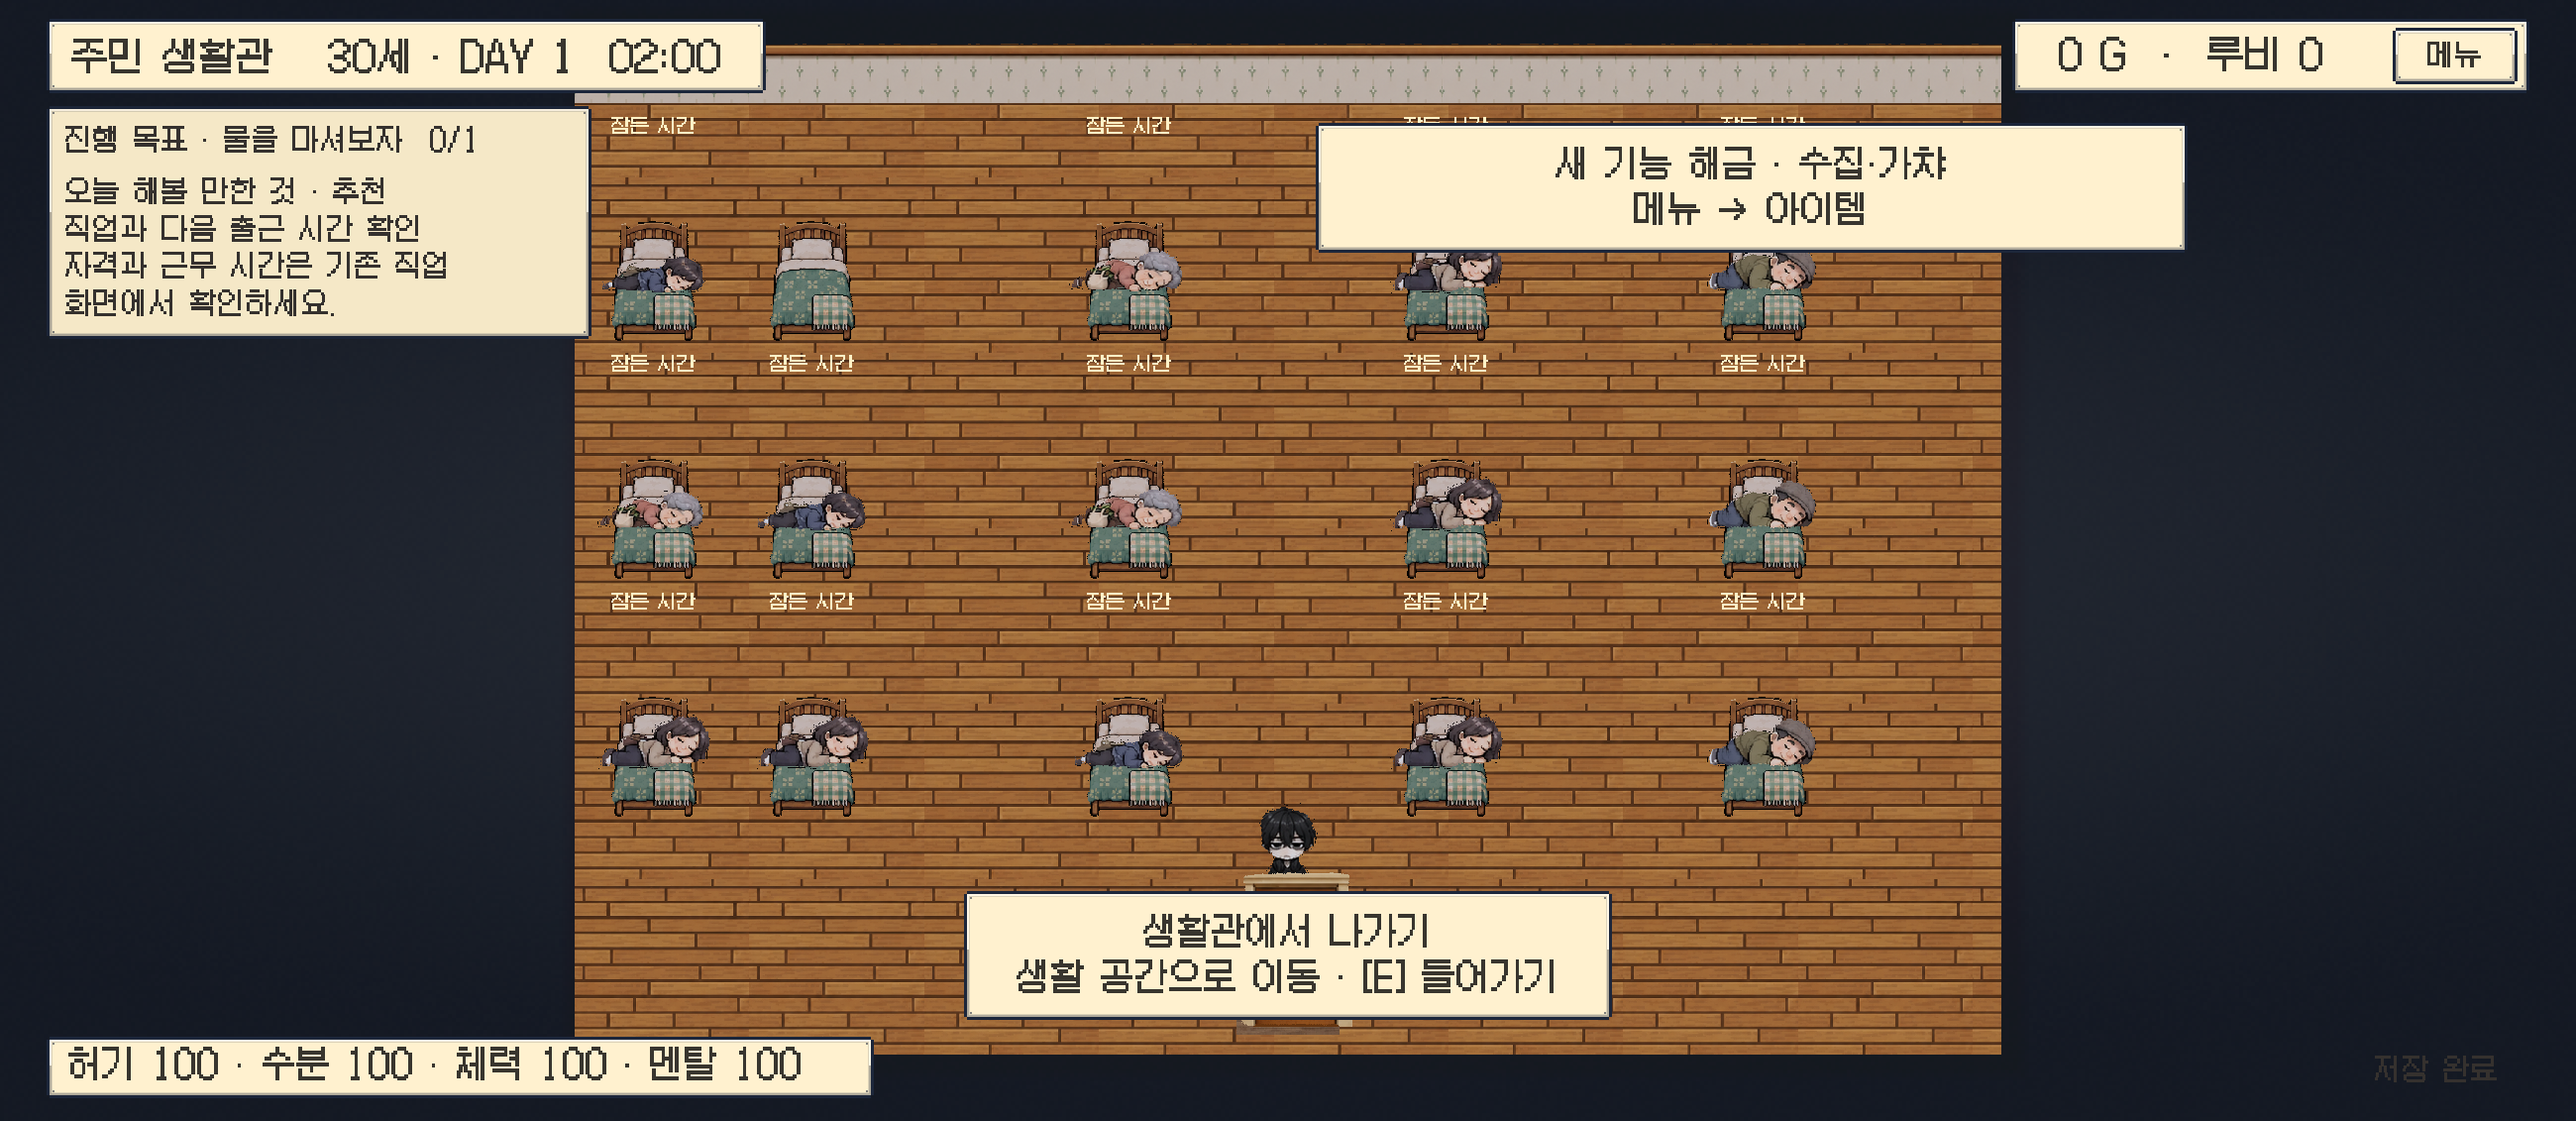 주민 생활관 30세 · DAY 1 02:00
0 G · 루비 0 메뉴
진행 목표 · 물을 마셔보자 0/1
오늘 해볼 만한 것 · 추천
직업과 다음 출근 시간 확인
자격과 근무 시간은 기존 직업
화면에서 확인하세요.
잠든 시간 잠든 시간 잠든 시간 잠든 시간
새 기능 해금 · 수집·가챠
메뉴 → 아이템
잠든 시간 잠든 시간 잠든 시간 잠든 시간 잠든 시간
잠든 시간 잠든 시간 잠든 시간 잠든 시간 잠든 시간
생활관에서 나가기
생활 공간으로 이동 · [E] 들어가기
허기 100 · 수분 100 · 체력 100 · 멘탈 100
저장 완료